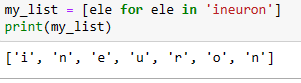 my_list = [ele for ele in 'ineuron']
print(my_list)
['i', 'n', 'e', 'u', 'r', 'o', 'n']